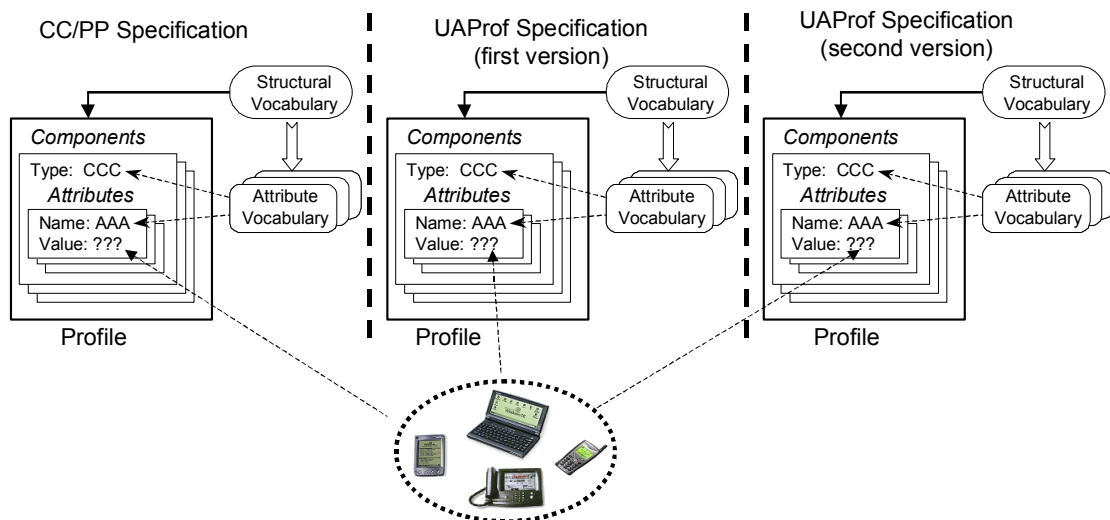 CC/PP Specification
Structural
Vocabulary
Components
Type: CCC
Attributes
Name: AAA
Value: ???
Attribute
Vocabulary
Profile
UAProf Specification
(first version)
Structural
Vocabulary
Components
Type: CCC
Attributes
Name: AAA
Value: ???
Attribute
Vocabulary
Profile
UAProf Specification
(second version)
Structural
Vocabulary
Components
Type: CCC
Attributes
Name: AAA
Value: ???
Attribute
Vocabulary
Profile